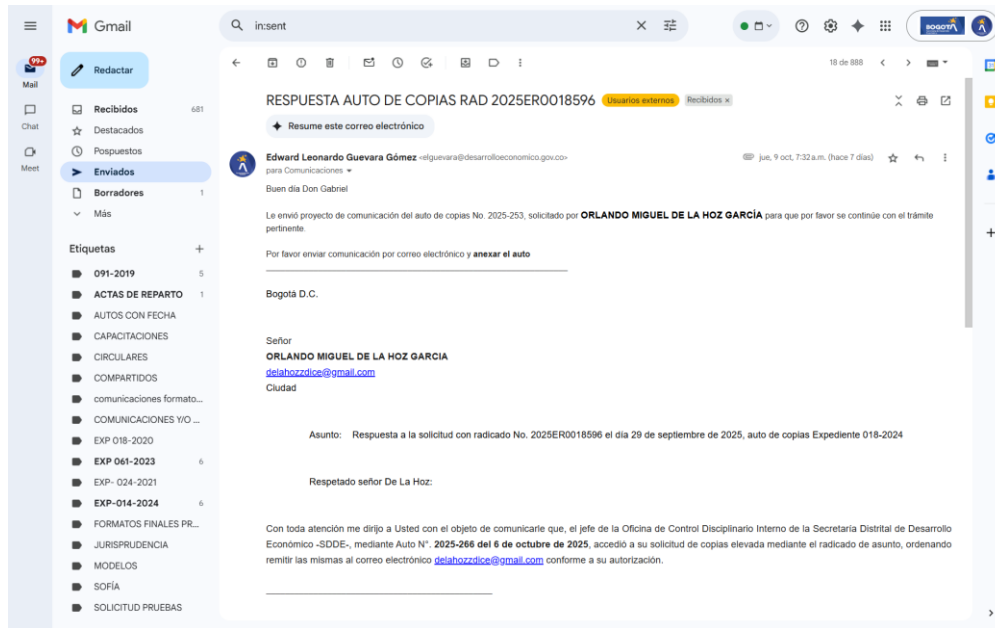 Gmail
in:sent
BOGOTÁ
99+
Mail
Chat
Meet
Redactar
Recibidos 681
Destacados
Pospuestos
Enviados
Borradores 1
Más
Etiquetas
091-2019 5
ACTAS DE REPARTO 1
AUTOS CON FECHA
CAPACITACIONES
CIRCULARES
COMPARTIDOS
comunicaciones formato...
COMUNICACIONES Y/O ...
EXP 018-2020
EXP 061-2023 6
EXP- 024-2021
EXP-014-2024 6
FORMATOS FINALES PR...
JURISPRUDENCIA
MODELOS
SOFÍA
SOLICITUD PRUEBAS
18 de 888
RESPUESTA AUTO DE COPIAS RAD 2025ER0018596 Usuarios externos Recibidos x
Resume este correo electrónico
Edward Leonardo Guevara Gómez <elguevara@desarrolloeconomico.gov.co> jue, 9 oct, 7:32 a.m. (hace 7 días)
para Comunicaciones
Buen día Don Gabriel
Le envió proyecto de comunicación del auto de copias No. 2025-253, solicitado por ORLANDO MIGUEL DE LA HOZ GARCÍA para que por favor se continúe con el trámite
pertinente.
Por favor enviar comunicación por correo electrónico y anexar el auto
Bogotá D.C.
Señor
ORLANDO MIGUEL DE LA HOZ GARCIA
delahozzdice@gmail.com
Ciudad
Asunto: Respuesta a la solicitud con radicado No. 2025ER0018596 el día 29 de septiembre de 2025, auto de copias Expediente 018-2024
Respetado señor De La Hoz:
Con toda atención me dirijo a Usted con el objeto de comunicarle que, el jefe de la Oficina de Control Disciplinario Interno de la Secretaría Distrital de Desarrollo
Económico -SDDE-, mediante Auto N°. 2025-266 del 6 de octubre de 2025, accedió a su solicitud de copias elevada mediante el radicado de asunto, ordenando
remitir las mismas al correo electrónico delahozzdice@gmail.com conforme a su autorización.